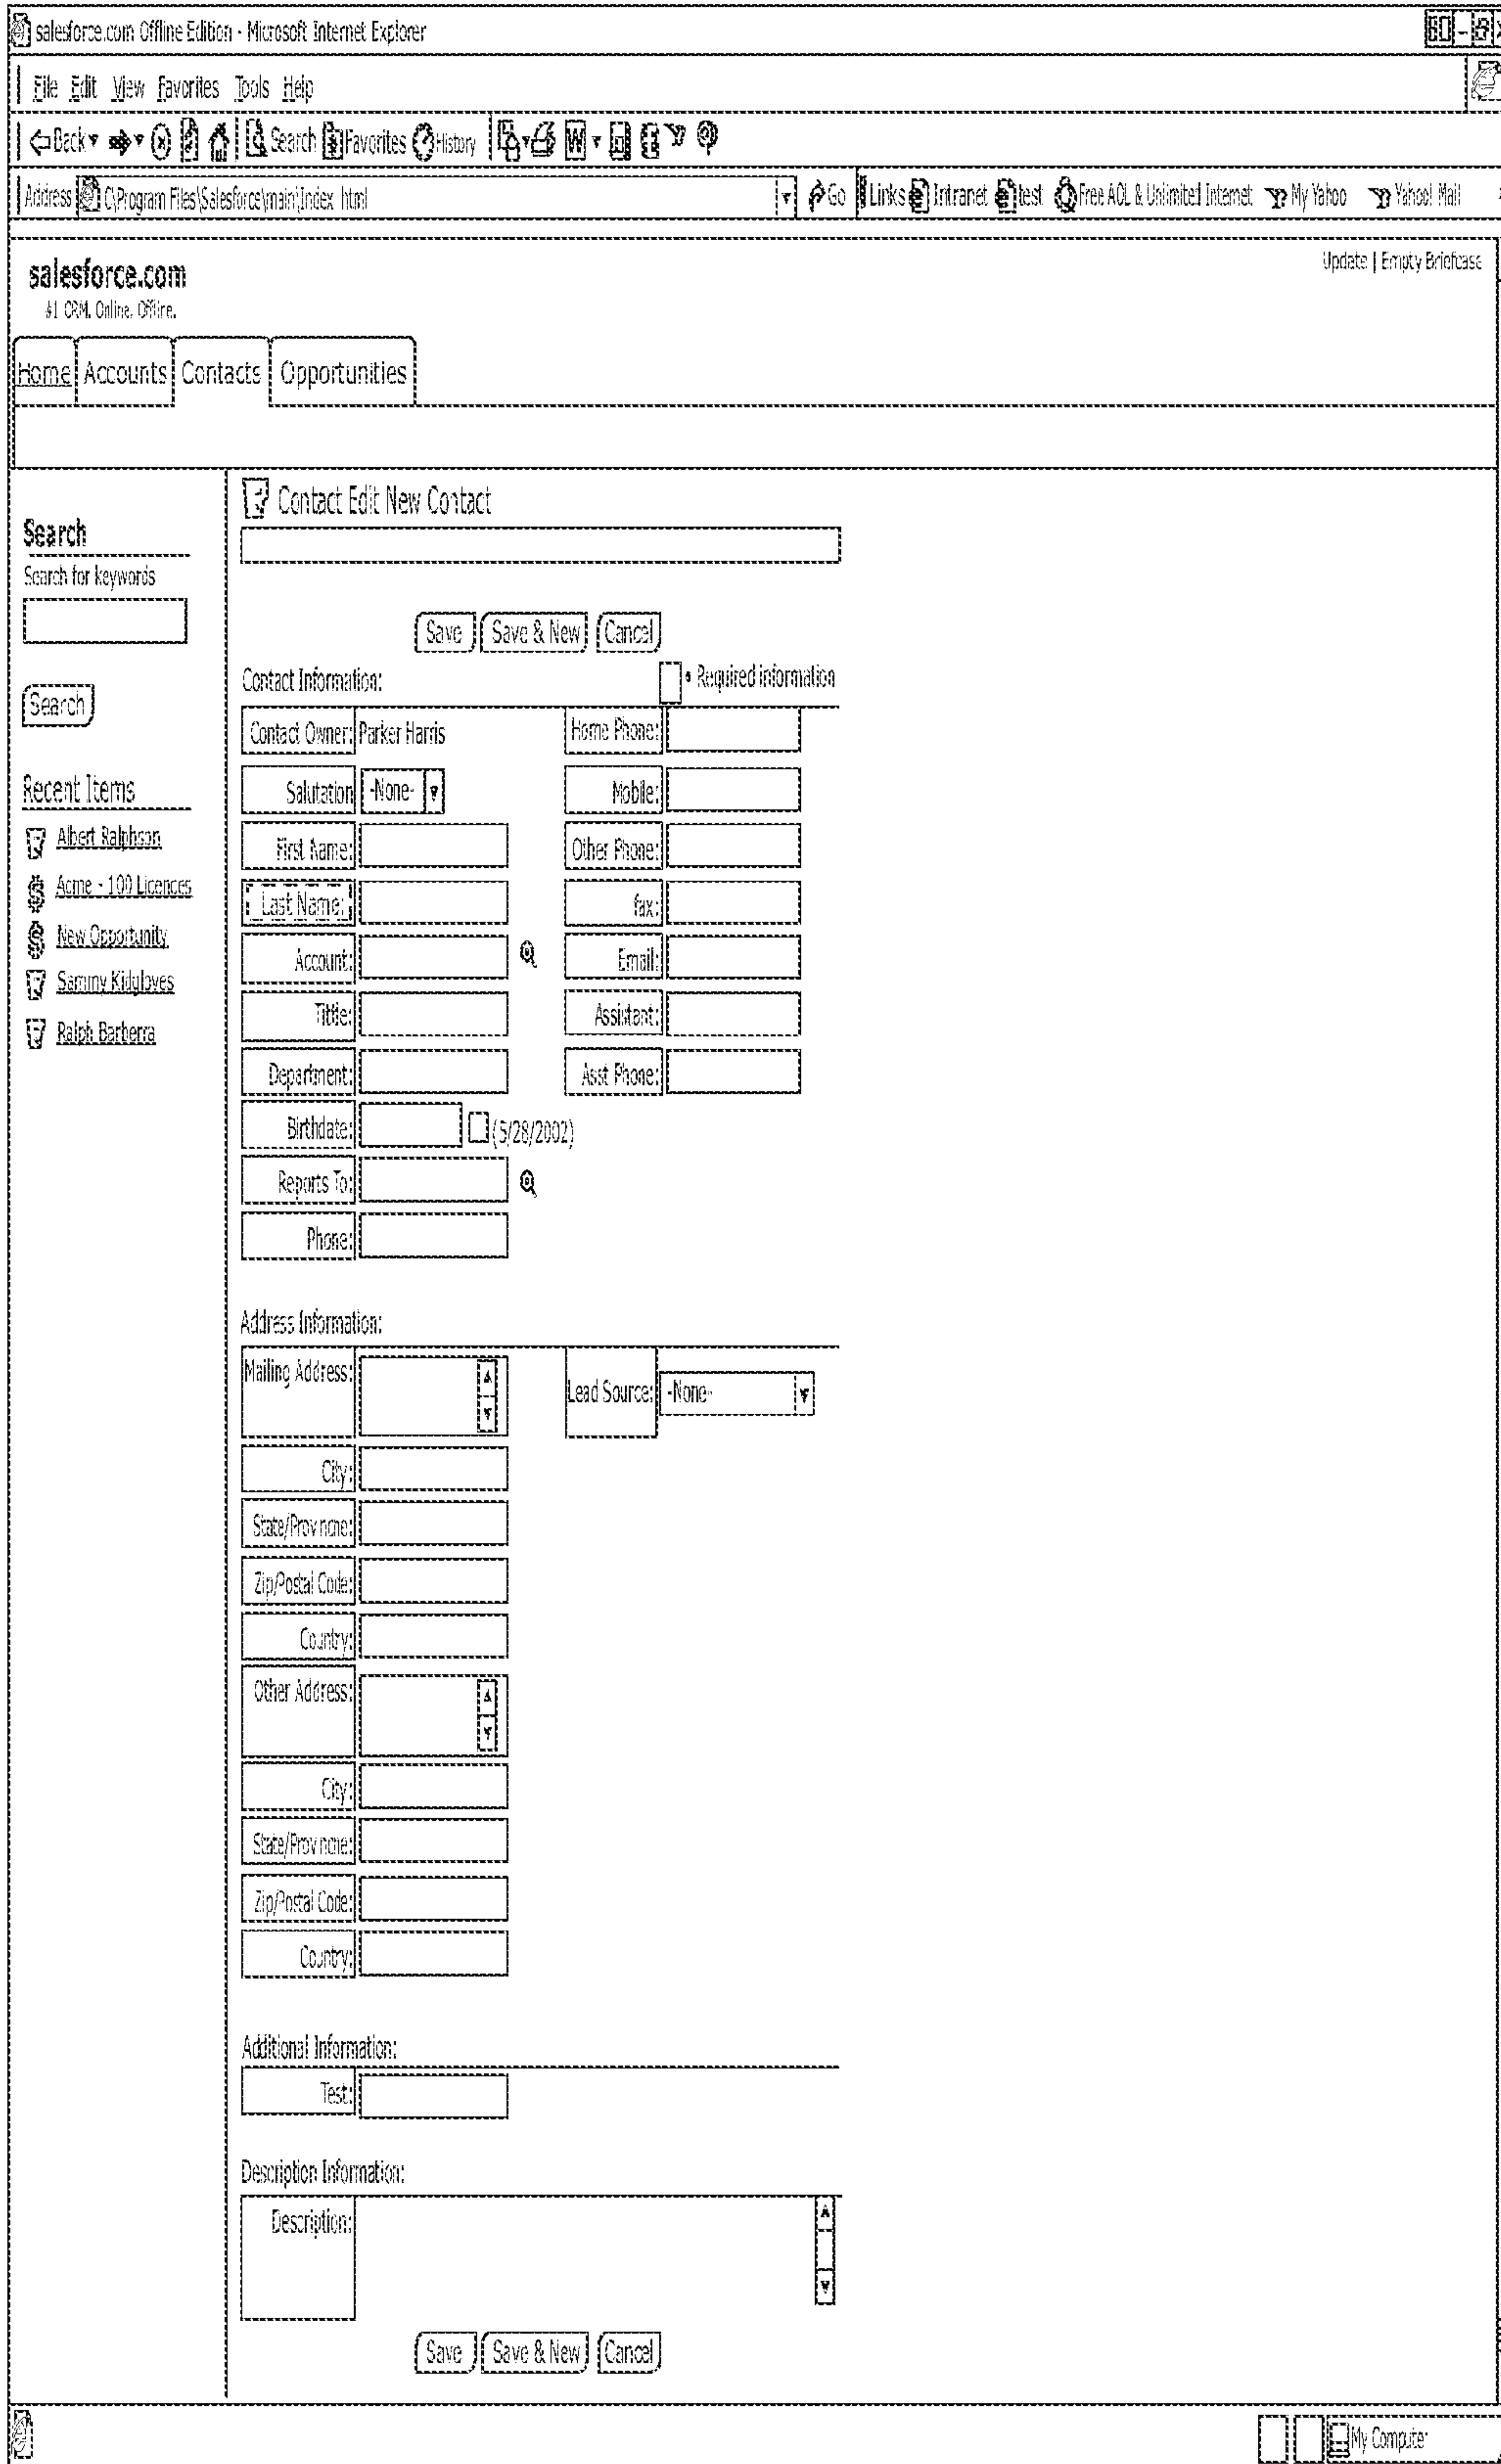 salesforce.com Offline Edition - Microsoft Internet Explorer
File Edit View Favorites Tools Help
Back Search Favorites History W
Address C\Program Files\Salesforce\main\Index html Go Links Intranet test Free AOL & Unlimited Internet My Yahoo Yahoo! Mail
salesforce.com Update | Empty Briefcase
#1 CRM. Online. Offline.
Home Accounts Contacts Opportunities
Contact Edit New Contact
Search
Search for keywords
Search
Recent Items
Albert Ralphson
Acme - 100 Licences
New Opportunity
Sammy Kidgloves
Ralph Barberra
Save Save & New Cancel
Contact Information: • Required information
Contact Owner: Parker Harris Home Phone:
Salutation -None- Mobile:
First Name: Other Phone:
Last Name: fax:
Account: Email:
Tittle: Assistant:
Department: Asst Phone:
Birthdate: (5/28/2002)
Reports To:
Phone:
Address Information:
Mailing Address: Lead Source: -None-
City:
State/Provinone:
Zip/Postal Code:
Country:
Other Address:
City:
State/Provinone:
Zip/Postal Code:
Country:
Additional Information:
Test:
Description Information:
Description:
Save Save & New Cancel
My Computer